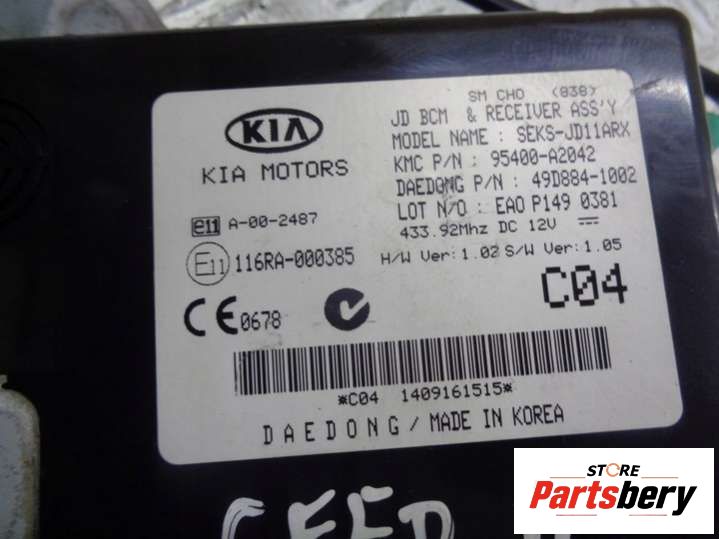 SM CHO (838)
JD BCM & RECEIVER ASS'Y
MODEL NAME : SEKS-JD11ARX
KMC P/N : 95400-A2042
DAEDONG P/N : 49D884-1002
LOT N/O : EAO P149 0381
433.92Mhz DC 12V
H/W Ver:1.02 S/W Ver:1.05
KIA
KIA MOTORS
e11 A-00-2487
E11 116RA-000385
CE 0678
C04
*C04 1409161515*
DAEDONG / MADE IN KOREA
CEED
STORE
Partsbery